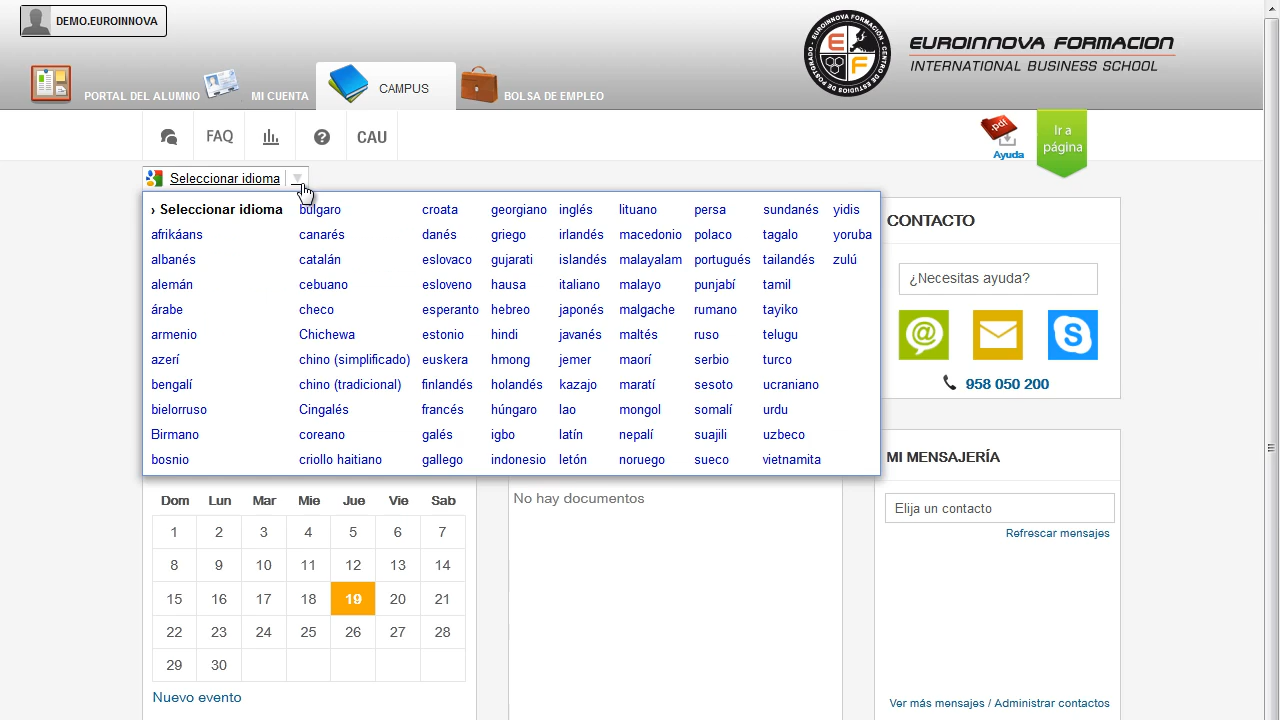 DEMO.EUROINNOVA
EUROINNOVA FORMACION
INTERNATIONAL BUSINESS SCHOOL
EUROINNOVA FORMACIÓN
CENTRO DE ESTUDIOS DE POSTGRADO
E
F
PORTAL DEL ALUMNO
MI CUENTA
CAMPUS
BOLSA DE EMPLEO
FAQ
?
CAU
.pdf
Ayuda
Ir a
página
Seleccionar idioma
› Seleccionar idioma búlgaro croata georgiano inglés lituano persa sundanés yidis
afrikáans canarés danés griego irlandés macedonio polaco tagalo yoruba
albanés catalán eslovaco gujarati islandés malayalam portugués tailandés zulú
alemán cebuano esloveno hausa italiano malayo punjabí tamil
árabe checo esperanto hebreo japonés malgache rumano tayiko
armenio Chichewa estonio hindi javanés maltés ruso telugu
azerí chino (simplificado) euskera hmong jemer maorí serbio turco
bengalí chino (tradicional) finlandés holandés kazajo maratí sesoto ucraniano
bielorruso Cingalés francés húngaro lao mongol somalí urdu
Birmano coreano galés igbo latín nepalí suajili uzbeco
bosnio criollo haitiano gallego indonesio letón noruego sueco vietnamita
CONTACTO
¿Necesitas ayuda?
@
S
958 050 200
Dom Lun Mar Mie Jue Vie Sab
1 2 3 4 5 6 7
8 9 10 11 12 13 14
15 16 17 18 19 20 21
22 23 24 25 26 27 28
29 30
Nuevo evento
No hay documentos
MI MENSAJERÍA
Elija un contacto
Refrescar mensajes
Ver más mensajes / Administrar contactos